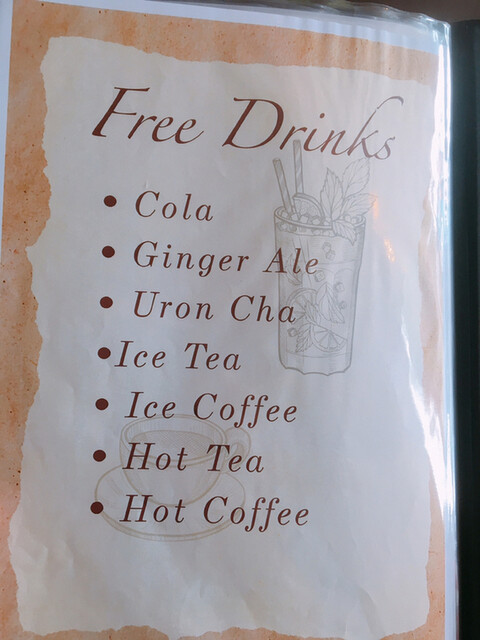 Free Drinks
• Cola
• Ginger Ale
• Uron Cha
•Ice Tea
• Ice Coffee
• Hot Tea
• Hot Coffee